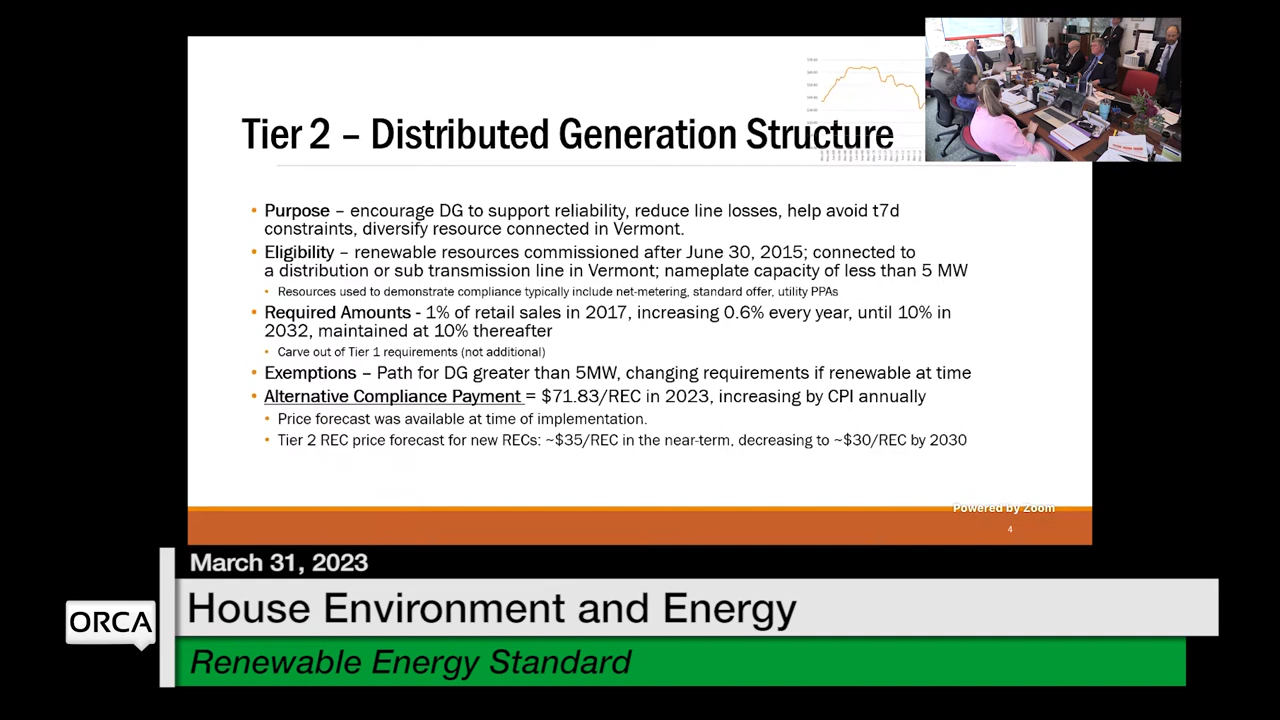 Tier 2 – Distributed Generation Structure
• Purpose – encourage DG to support reliability, reduce line losses, help avoid t7d
constraints, diversify resource connected in Vermont.
• Eligibility – renewable resources commissioned after June 30, 2015; connected to
a distribution or sub transmission line in Vermont; nameplate capacity of less than 5 MW
• Resources used to demonstrate compliance typically include net-metering, standard offer, utility PPAs
• Required Amounts - 1% of retail sales in 2017, increasing 0.6% every year, until 10% in
2032, maintained at 10% thereafter
• Carve out of Tier 1 requirements (not additional)
• Exemptions – Path for DG greater than 5MW, changing requirements if renewable at time
• Alternative Compliance Payment = $71.83/REC in 2023, increasing by CPI annually
• Price forecast was available at time of implementation.
• Tier 2 REC price forecast for new RECs: ~$35/REC in the near-term, decreasing to ~$30/REC by 2030
Powered by Zoom
4
March 31, 2023
House Environment and Energy
ORCA
Renewable Energy Standard